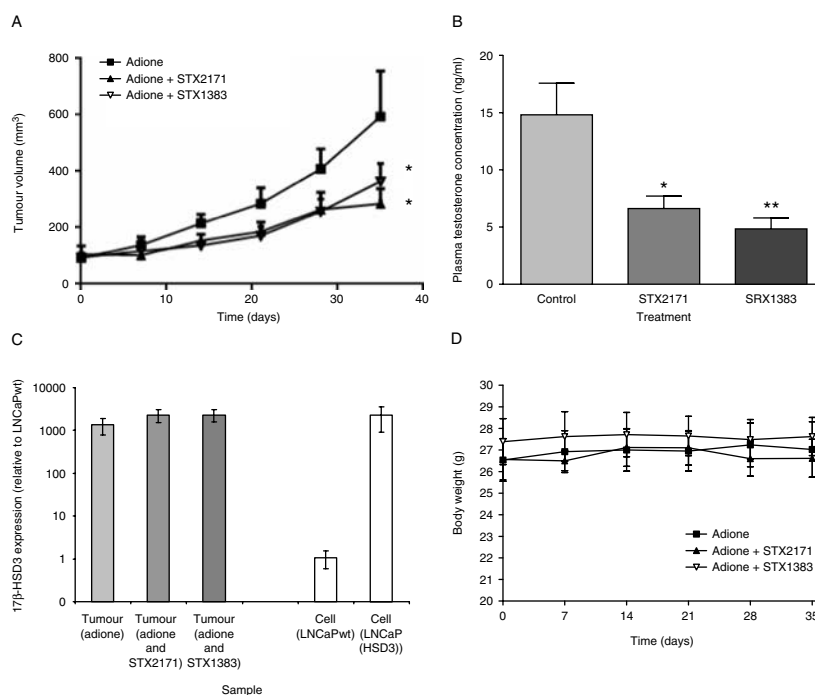 A
Adione
Adione + STX2171
Adione + STX1383
Tumour volume (mm³)
800
600
400
200
0
*
*
0
10
20
30
40
Time (days)
B
Plasma testosterone concentration (ng/ml)
20
15
10
5
0
*
**
Control
STX2171
SRX1383
Treatment
C
17β-HSD3 expression (relative to LNCaPwt)
10000
1000
100
10
1
0
Tumour
(adione)
Tumour
(adione
and
STX2171)
Tumour
(adione
and
STX1383)
Cell
(LNCaPwt)
Cell
(LNCaP
(HSD3))
Sample
D
Body weight (g)
30
29
28
27
26
25
24
23
22
21
20
Adione
Adione + STX2171
Adione + STX1383
0
7
14
21
28
35
Time (days)